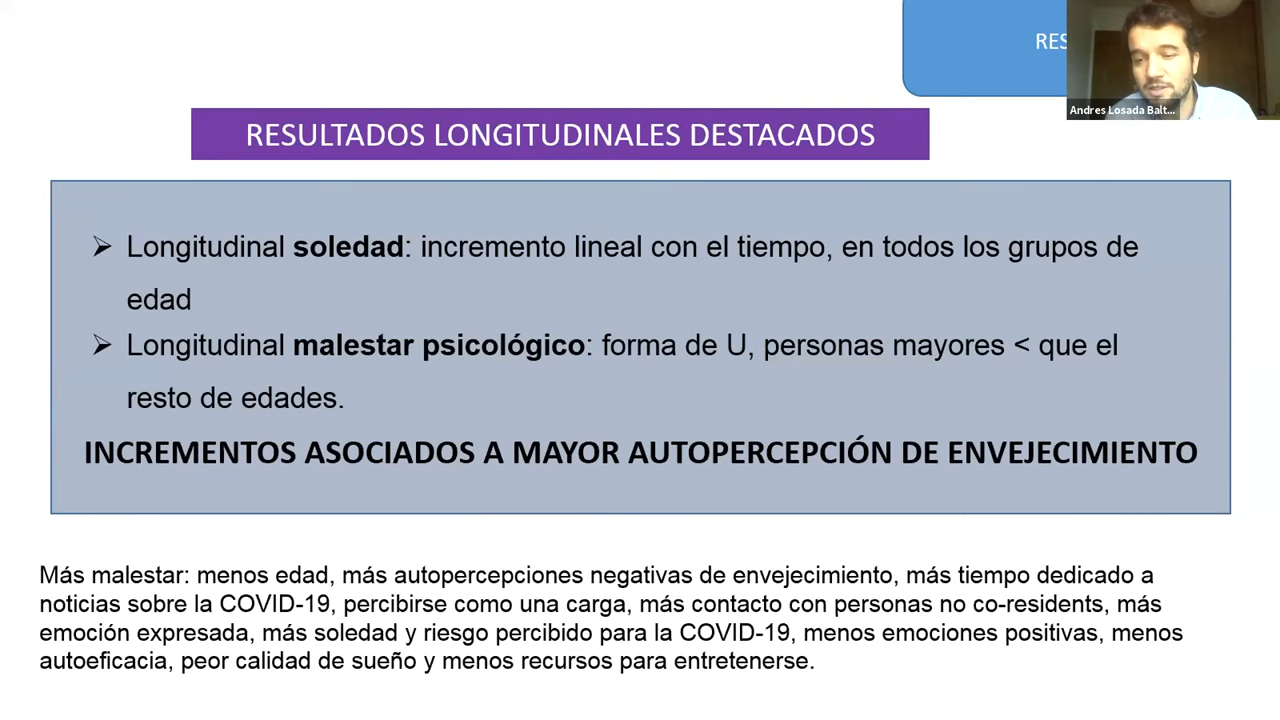 RES
Andres Losada Balt...
RESULTADOS LONGITUDINALES DESTACADOS
➢ Longitudinal soledad: incremento lineal con el tiempo, en todos los grupos de
edad
➢ Longitudinal malestar psicológico: forma de U, personas mayores < que el
resto de edades.
INCREMENTOS ASOCIADOS A MAYOR AUTOPERCEPCIÓN DE ENVEJECIMIENTO
Más malestar: menos edad, más autopercepciones negativas de envejecimiento, más tiempo dedicado a
noticias sobre la COVID-19, percibirse como una carga, más contacto con personas no co-residents, más
emoción expresada, más soledad y riesgo percibido para la COVID-19, menos emociones positivas, menos
autoeficacia, peor calidad de sueño y menos recursos para entretenerse.